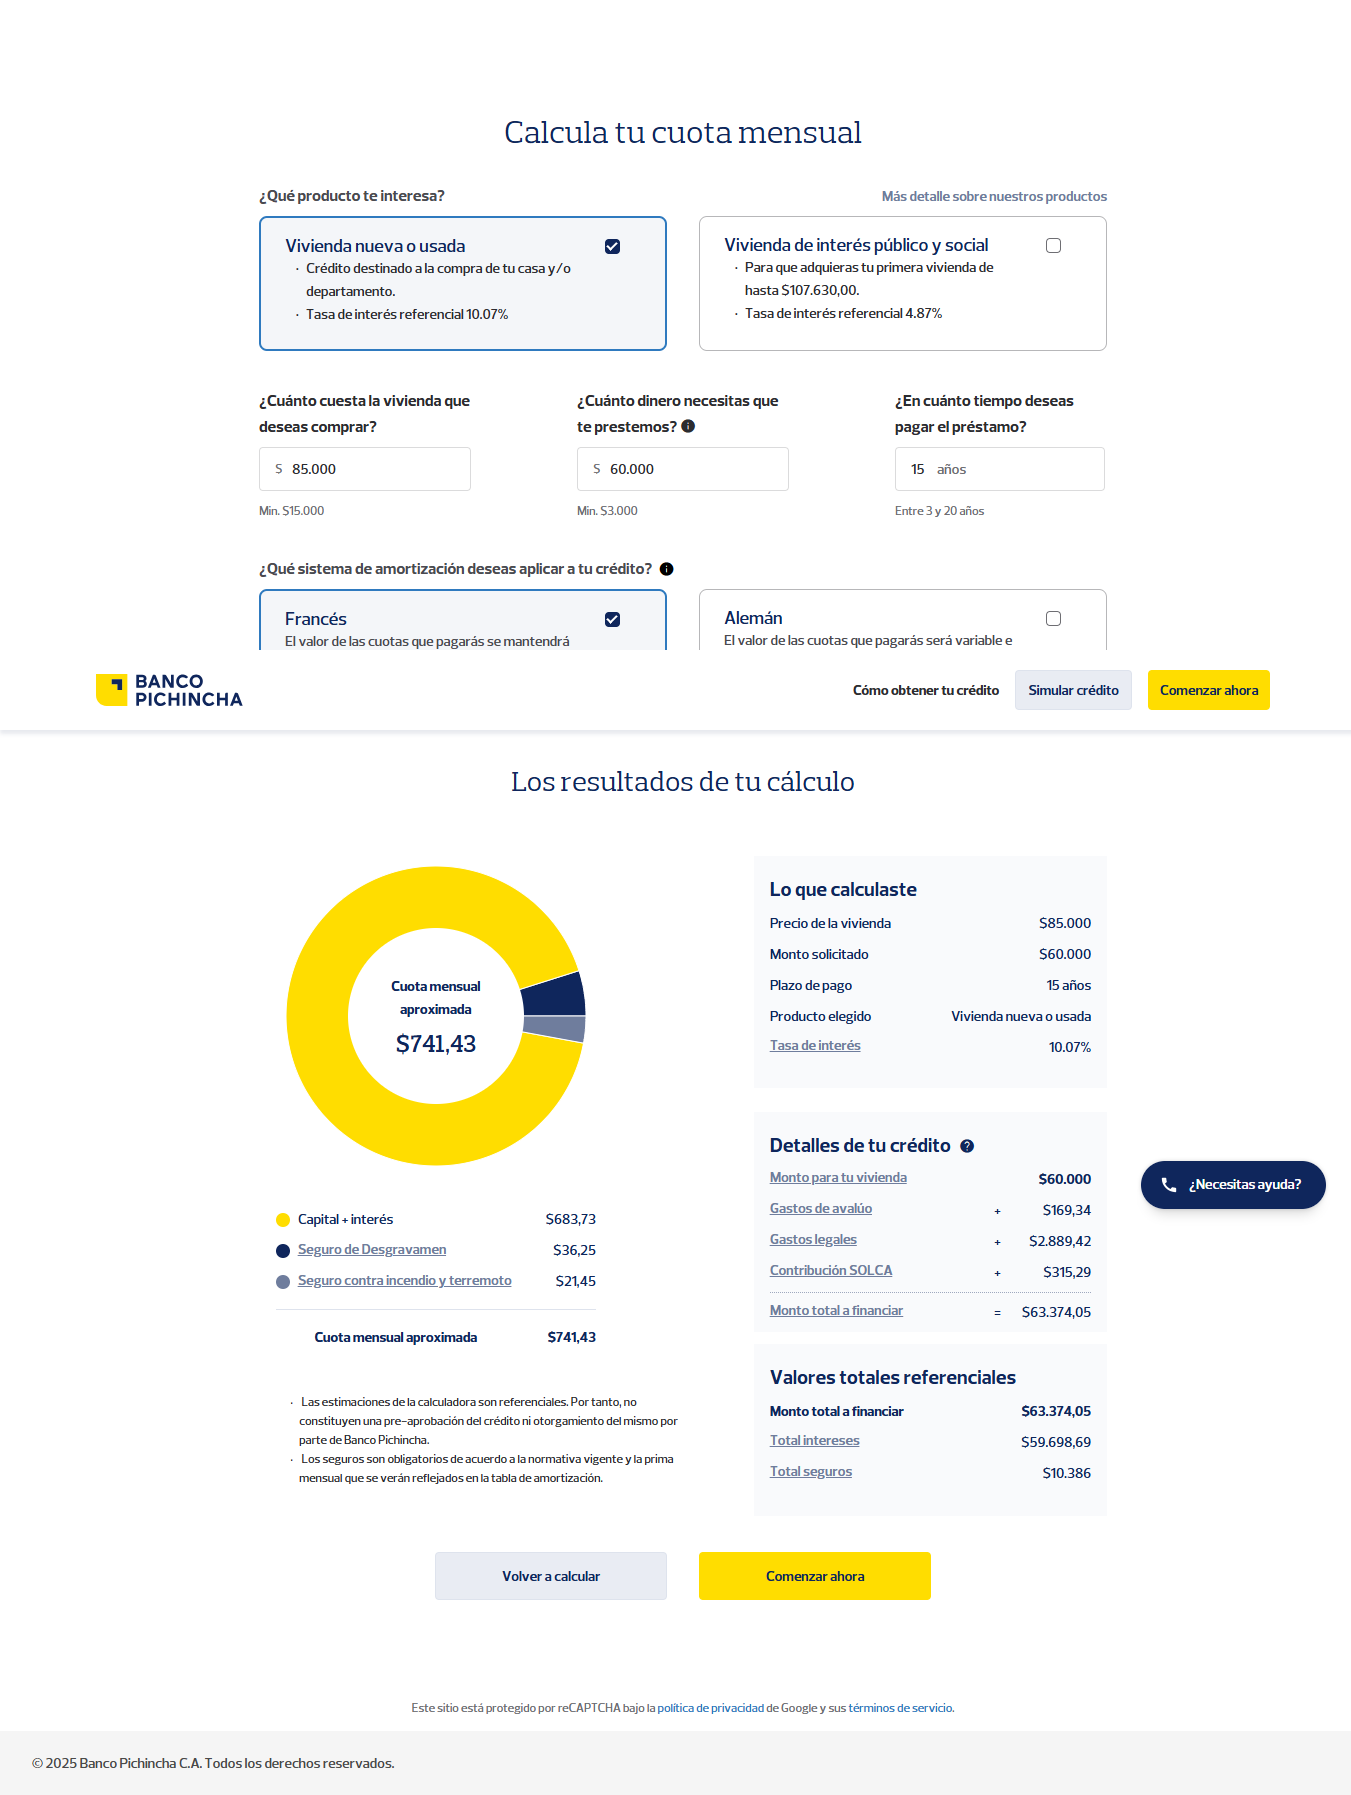 Calcula tu cuota mensual
¿Qué producto te interesa?
Más detalle sobre nuestros productos
Vivienda nueva o usada
· Crédito destinado a la compra de tu casa y/o
departamento.
· Tasa de interés referencial 10.07%
Vivienda de interés público y social
· Para que adquieras tu primera vivienda de
hasta $107.630,00.
· Tasa de interés referencial 4.87%
¿Cuánto cuesta la vivienda que
deseas comprar?
$ 85.000
Min. $15.000
¿Cuánto dinero necesitas que
te prestemos?
$ 60.000
Min. $3.000
¿En cuánto tiempo deseas
pagar el préstamo?
15 años
Entre 3 y 20 años
¿Qué sistema de amortización deseas aplicar a tu crédito?
Francés
El valor de las cuotas que pagarás se mantendrá
Alemán
El valor de las cuotas que pagarás será variable e
BANCO
PICHINCHA
Cómo obtener tu crédito
Simular crédito
Comenzar ahora
Los resultados de tu cálculo
Cuota mensual
aproximada
$741,43
Capital + interés $683,73
Seguro de Desgravamen $36,25
Seguro contra incendio y terremoto $21,45
Cuota mensual aproximada $741,43
· Las estimaciones de la calculadora son referenciales. Por tanto, no
constituyen una pre-aprobación del crédito ni otorgamiento del mismo por
parte de Banco Pichincha.
· Los seguros son obligatorios de acuerdo a la normativa vigente y la prima
mensual que se verán reflejados en la tabla de amortización.
Lo que calculaste
Precio de la vivienda $85.000
Monto solicitado $60.000
Plazo de pago 15 años
Producto elegido Vivienda nueva o usada
Tasa de interés 10.07%
Detalles de tu crédito ?
Monto para tu vivienda $60.000
Gastos de avalúo + $169,34
Gastos legales + $2.889,42
Contribución SOLCA + $315,29
Monto total a financiar = $63.374,05
¿Necesitas ayuda?
Valores totales referenciales
Monto total a financiar $63.374,05
Total intereses $59.698,69
Total seguros $10.386
Volver a calcular
Comenzar ahora
Este sitio está protegido por reCAPTCHA bajo la política de privacidad de Google y sus términos de servicio.
© 2025 Banco Pichincha C.A. Todos los derechos reservados.